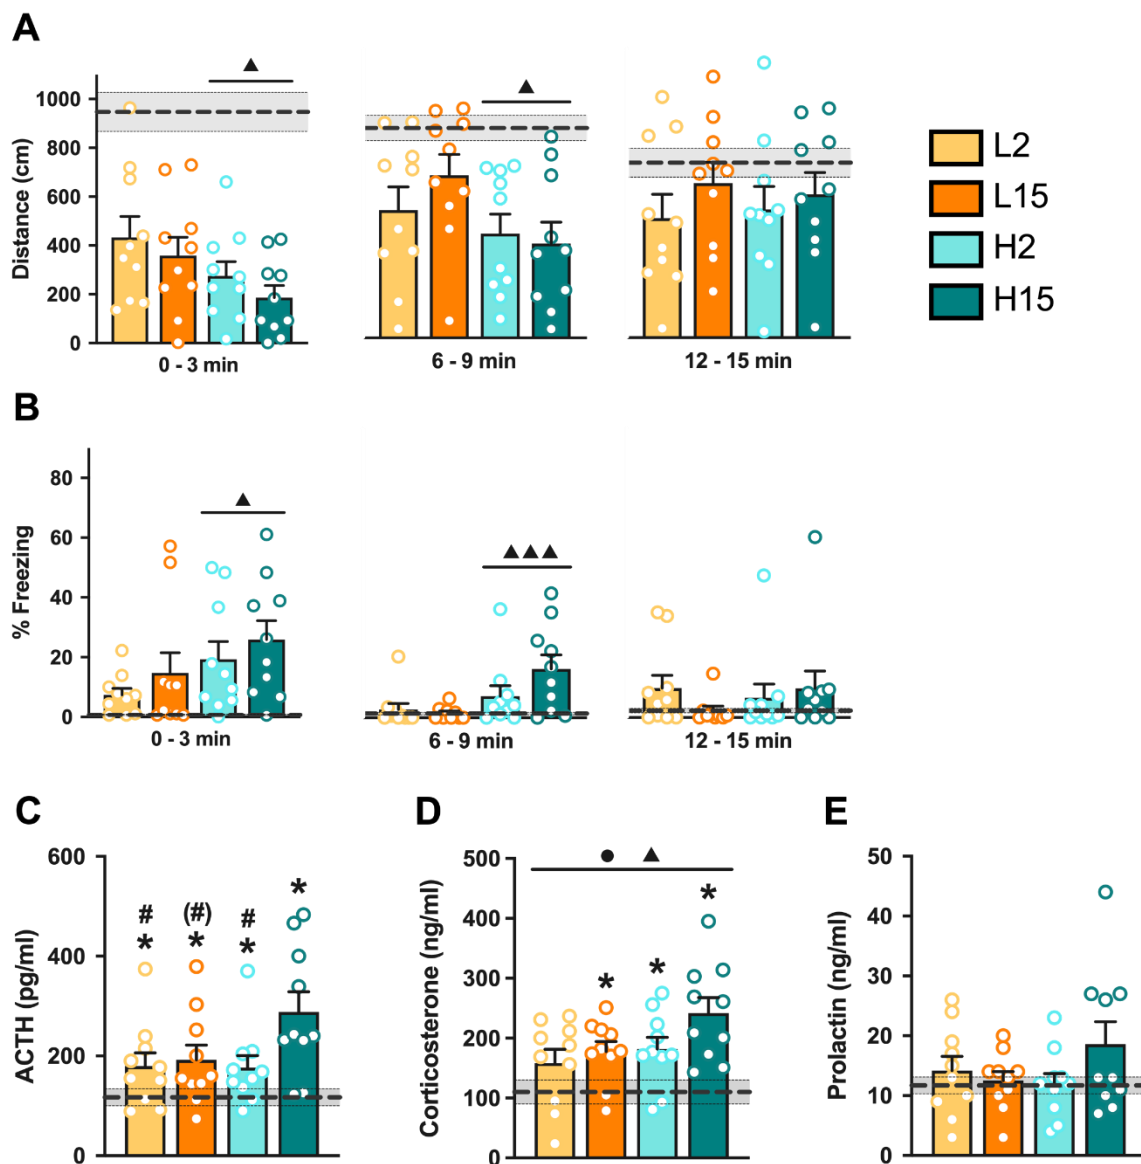 A
Distance (cm)
1000
800
600
400
200
0
▲
▲
0 - 3 min
6 - 9 min
12 - 15 min
L2
L15
H2
H15
B
% Freezing
80
60
40
20
0
▲
▲▲▲
0 - 3 min
6 - 9 min
12 - 15 min
C
ACTH (pg/ml)
600
400
200
0
# (#) #
* * * *
D
Corticosterone (ng/ml)
500
400
300
200
100
0
● ▲
* * *
E
Prolactin (ng/ml)
50
40
30
20
10
0